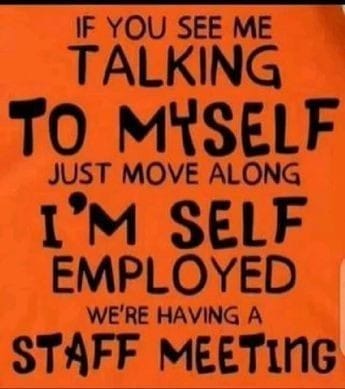 IF YOU SEE ME
TALKING
TO MYSELF
JUST MOVE ALONG
I'M SELF
EMPLOYED
WE'RE HAVING A
STAFF MEETING